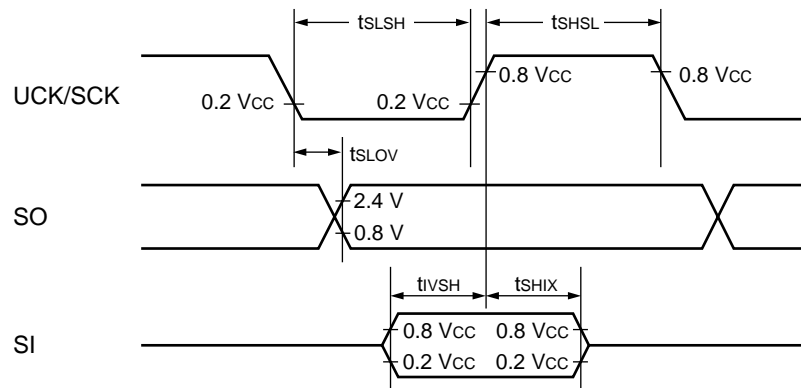 tSLSH tSHSL
UCK/SCK
0.8 VCC 0.8 VCC
0.2 VCC 0.2 VCC
tSLOV
SO
2.4 V
0.8 V
tIVSH tSHIX
SI
0.8 VCC 0.8 VCC
0.2 VCC 0.2 VCC